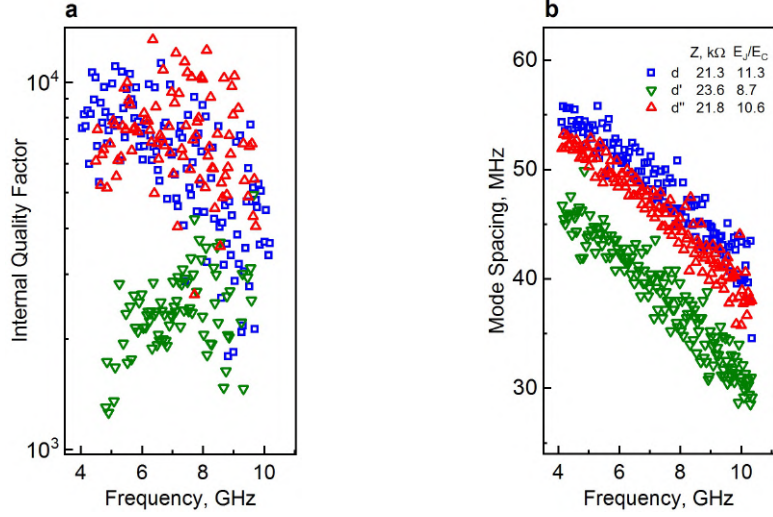 a
Internal Quality Factor
10⁴
10³
4 6 8 10
Frequency, GHz
b
Mode Spacing, MHz
60
50
40
30
Z, kΩ E_J/E_C
d 21.3 11.3
d' 23.6 8.7
d'' 21.8 10.6
4 6 8 10
Frequency, GHz